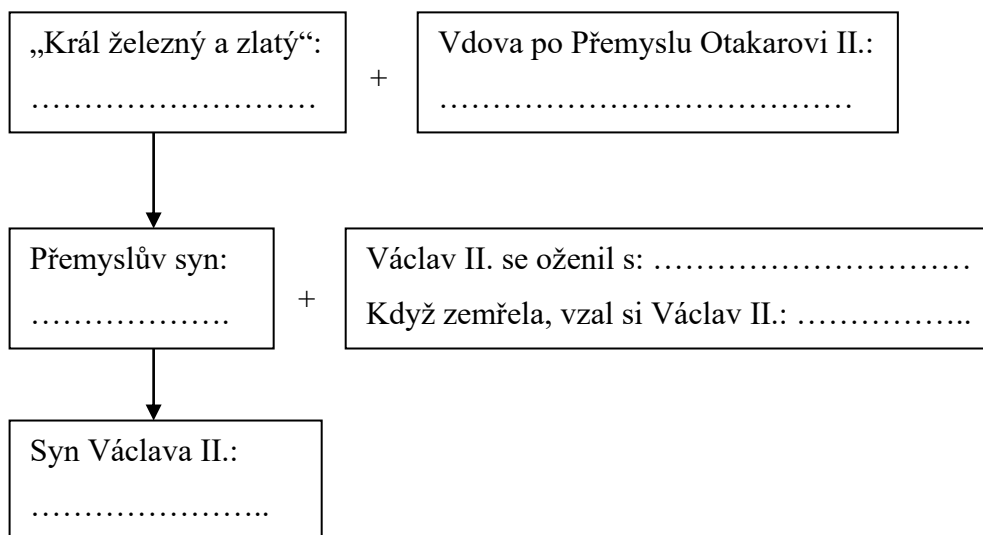 „Král železný a zlatý“:
…………………………
+
Vdova po Přemyslu Otakarovi II.:
……………………………………
Přemyslův syn:
……………….
+
Václav II. se oženil s: ………………………….
Když zemřela, vzal si Václav II.: ……………..
Syn Václava II.:
…………………..